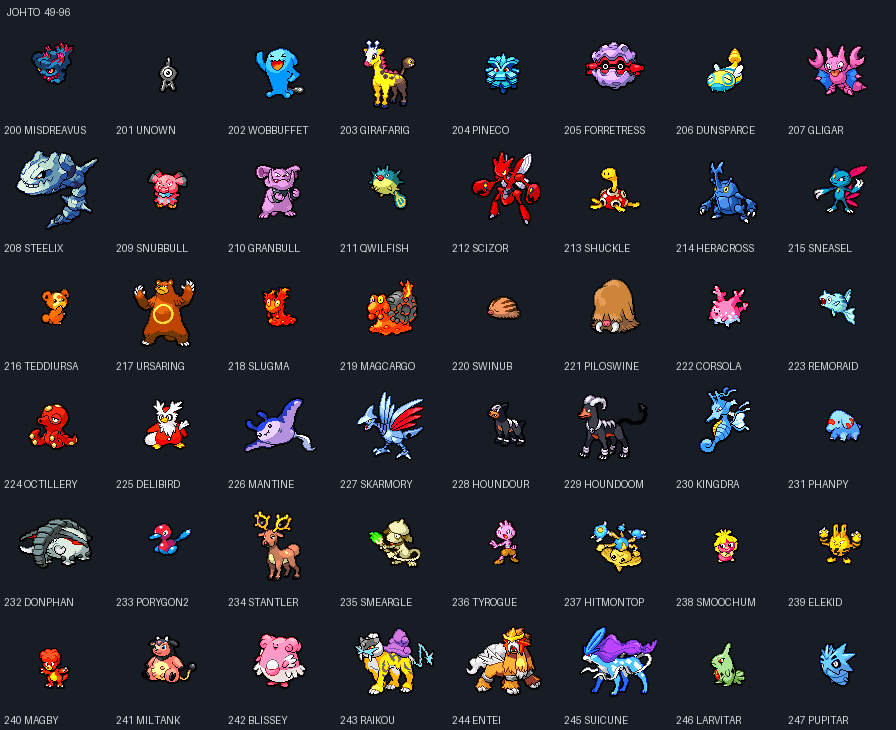 JOHTO 49-96
200 MISDREAVUS 201 UNOWN 202 WOBBUFFET 203 GIRAFARIG 204 PINECO 205 FORRETRESS 206 DUNSPARCE 207 GLIGAR
208 STEELIX 209 SNUBBULL 210 GRANBULL 211 QWILFISH 212 SCIZOR 213 SHUCKLE 214 HERACROSS 215 SNEASEL
216 TEDDIURSA 217 URSARING 218 SLUGMA 219 MAGCARGO 220 SWINUB 221 PILOSWINE 222 CORSOLA 223 REMORAID
224 OCTILLERY 225 DELIBIRD 226 MANTINE 227 SKARMORY 228 HOUNDOUR 229 HOUNDOOM 230 KINGDRA 231 PHANPY
232 DONPHAN 233 PORYGON2 234 STANTLER 235 SMEARGLE 236 TYROGUE 237 HITMONTOP 238 SMOOCHUM 239 ELEKID
240 MAGBY 241 MILTANK 242 BLISSEY 243 RAIKOU 244 ENTEI 245 SUICUNE 246 LARVITAR 247 PUPITAR